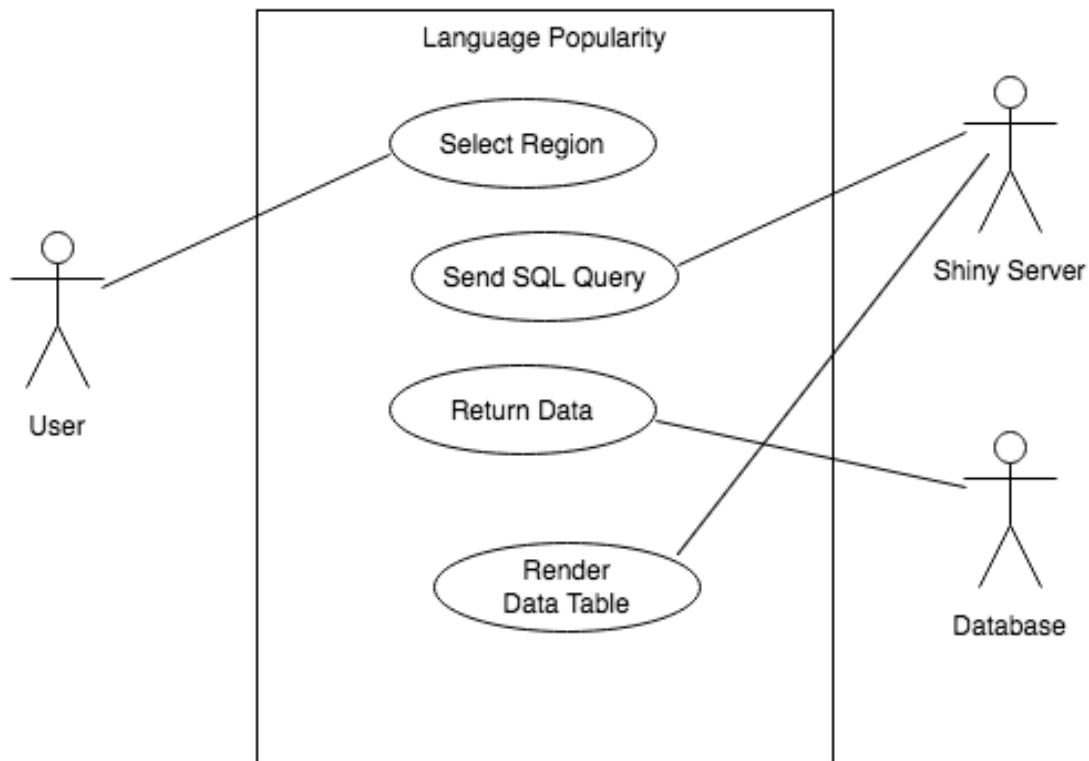 Language Popularity
Select Region
Send SQL Query
Shiny Server
Return Data
User
Render
Data Table
Database